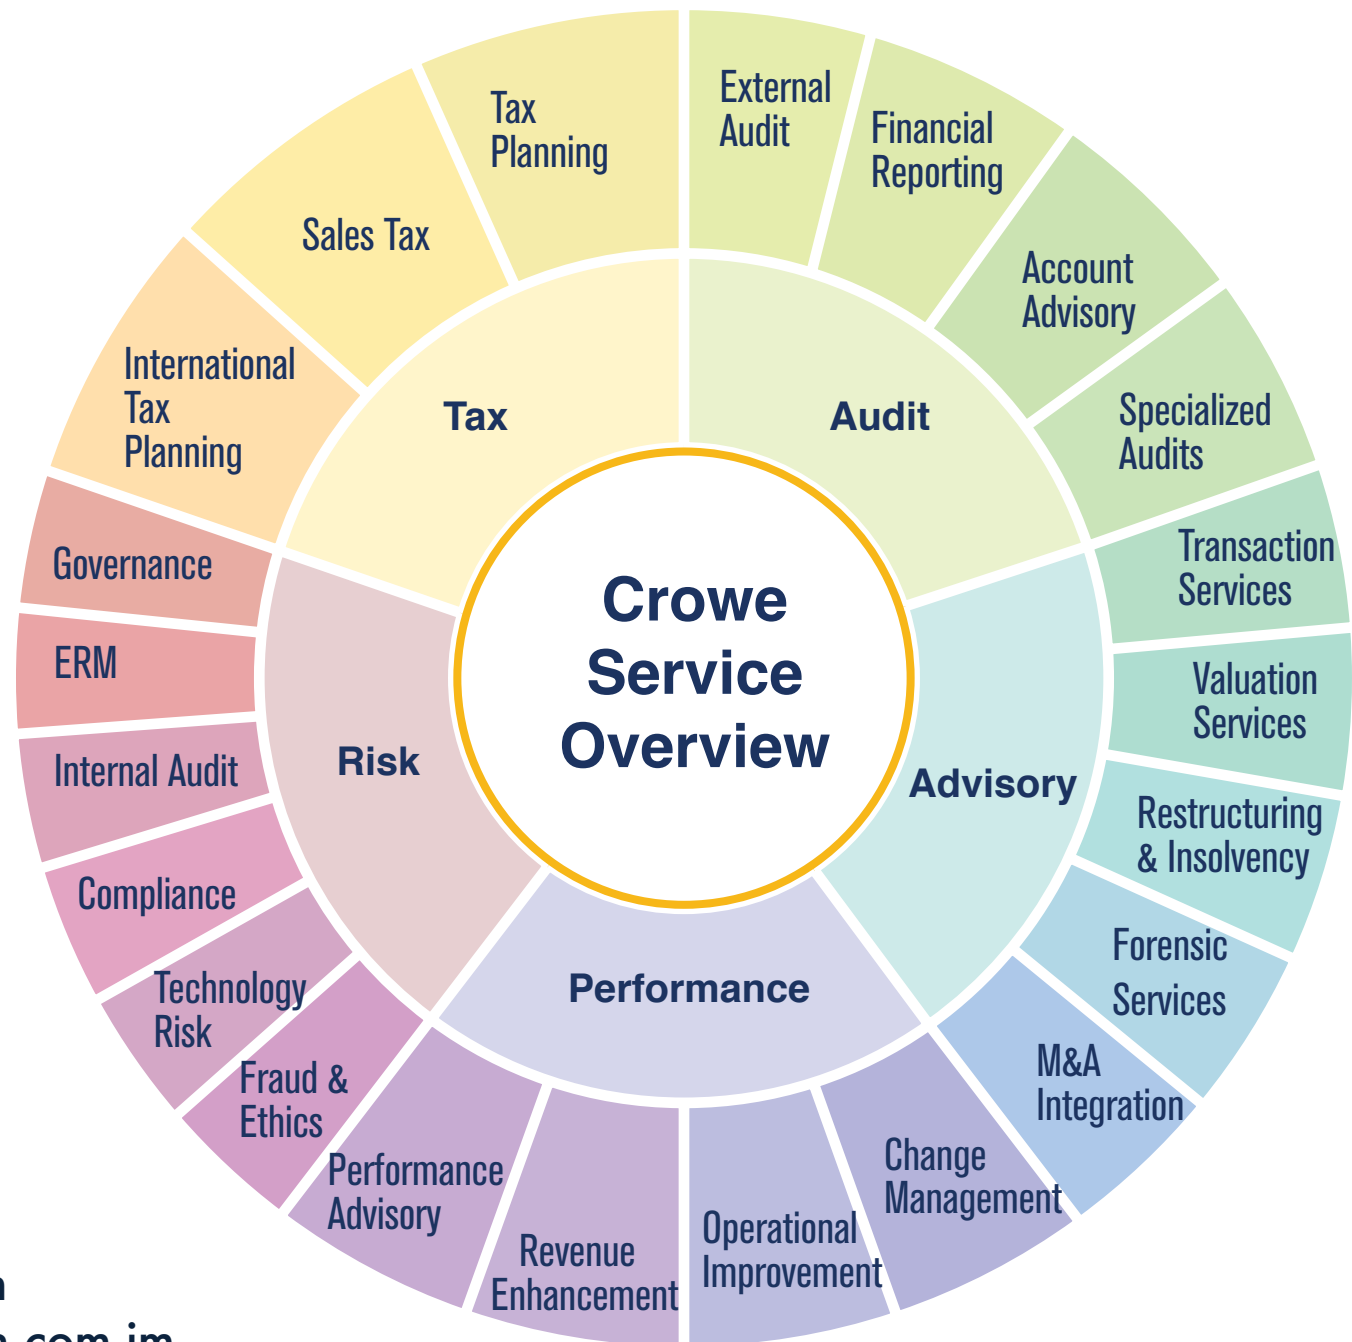 Crowe
Service
Overview
Tax
Audit
Advisory
Performance
Risk
External
Audit
Financial
Reporting
Account
Advisory
Specialized
Audits
Transaction
Services
Valuation
Services
Restructuring
& Insolvency
Forensic
Services
M&A
Integration
Change
Management
Operational
Improvement
Revenue
Enhancement
Performance
Advisory
Fraud &
Ethics
Technology
Risk
Compliance
Internal Audit
ERM
Governance
International
Tax
Planning
Sales Tax
Tax
Planning